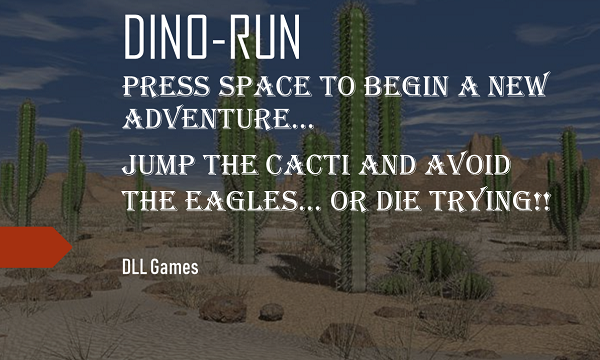 DINO-RUN
PRESS SPACE TO BEGIN A NEW
ADVENTURE...
JUMP THE CACTI AND AVOID
THE EAGLES... OR DIE TRYING!!
DLL Games